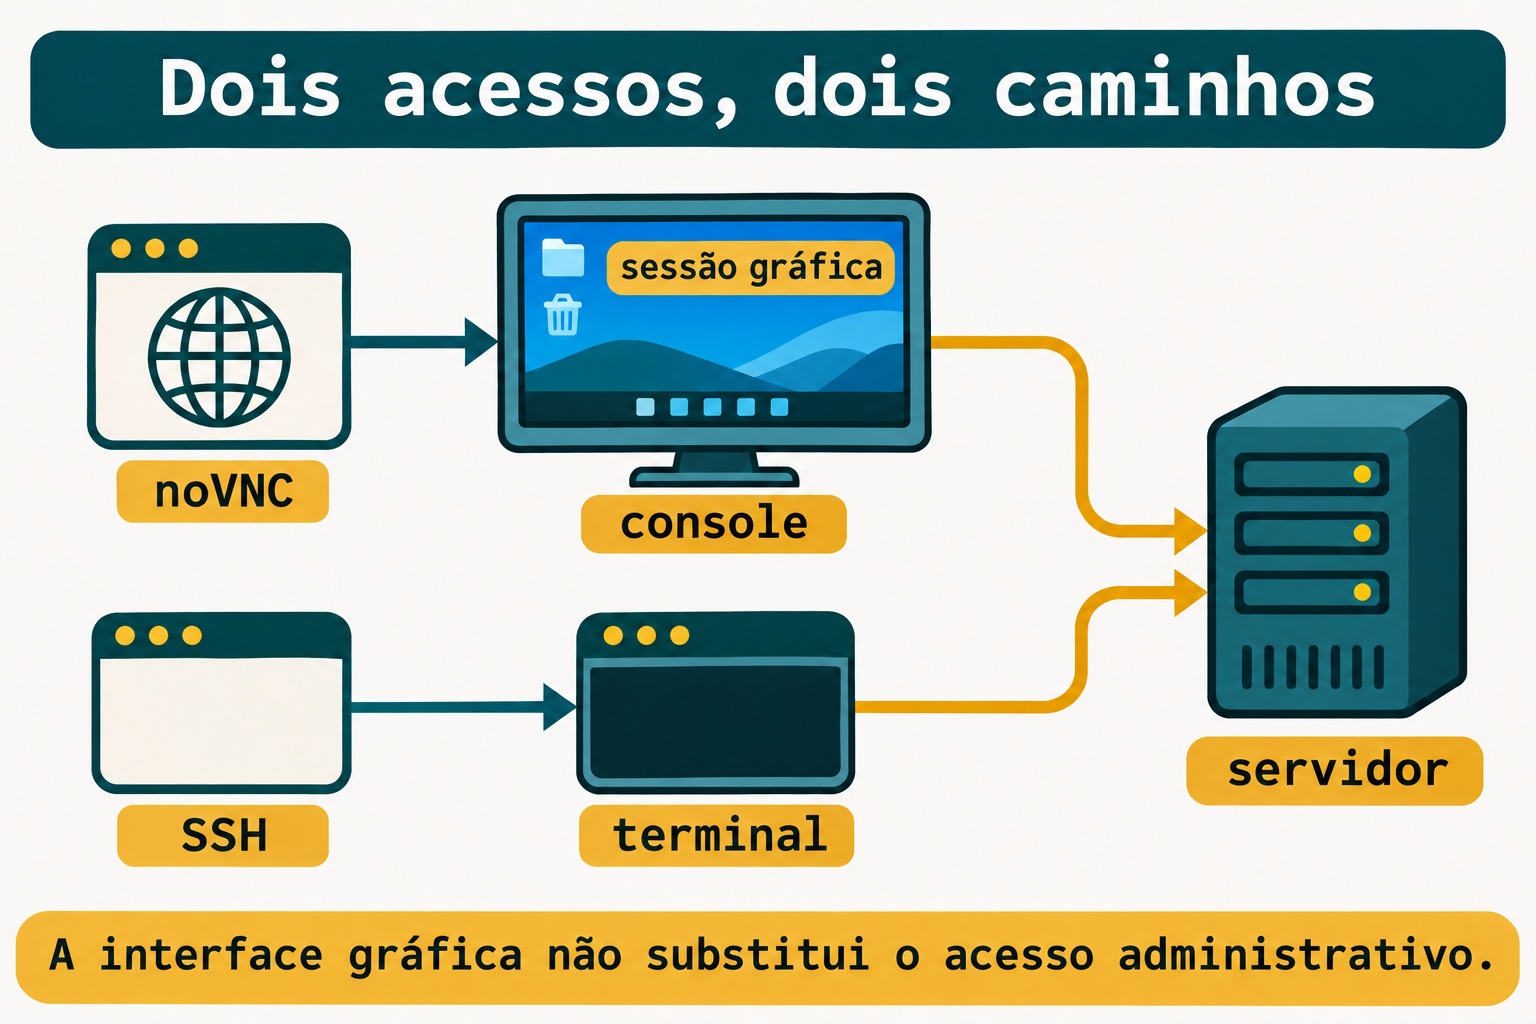 Dois acessos, dois caminhos
sessão gráfica
noVNC
console
SSH
terminal
servidor
A interface gráfica não substitui o acesso administrativo.